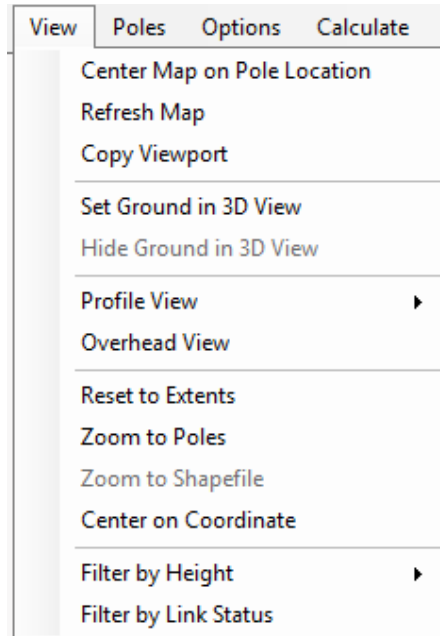 View Poles Options Calculate
Center Map on Pole Location
Refresh Map
Copy Viewport
Set Ground in 3D View
Hide Ground in 3D View
Profile View
Overhead View
Reset to Extents
Zoom to Poles
Zoom to Shapefile
Center on Coordinate
Filter by Height
Filter by Link Status